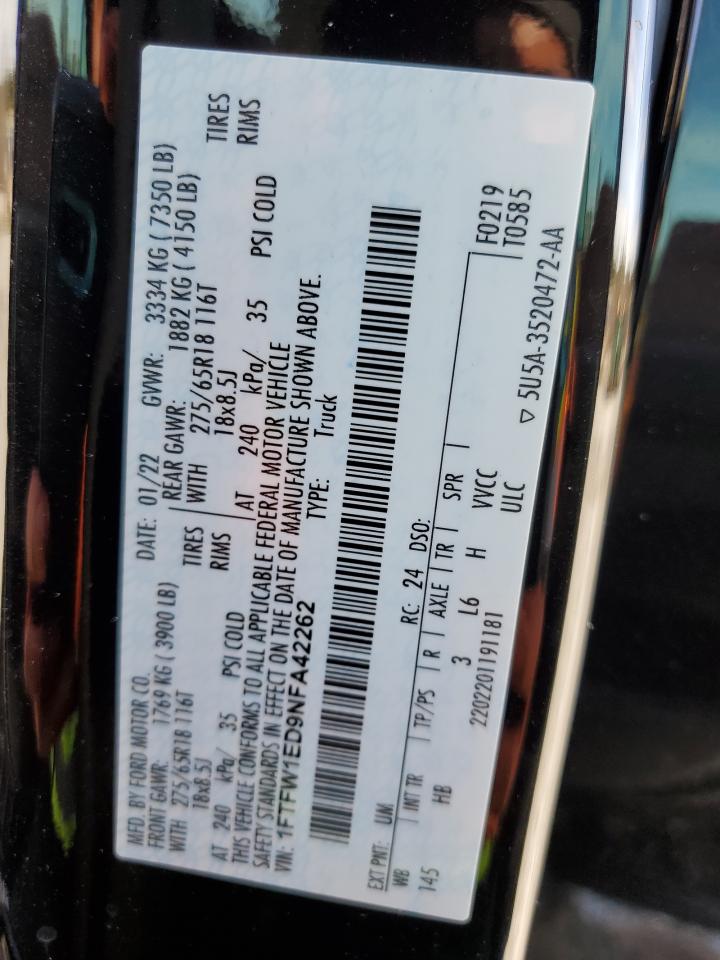 MFD. BY FORD MOTOR CO.
DATE: 01/22 GVWR: 3334 KG ( 7350 LB)
FRONT GAWR: 1769 KG ( 3900 LB)
REAR GAWR: 1882 KG ( 4150 LB)
WITH 275/65R18 116T TIRES
WITH 275/65R18 116T TIRES
18x8.5J RIMS
18x8.5J RIMS
AT 240 kPa/ 35 PSI COLD
AT 240 kPa/ 35 PSI COLD
THIS VEHICLE CONFORMS TO ALL APPLICABLE FEDERAL MOTOR VEHICLE
SAFETY STANDARDS IN EFFECT ON THE DATE OF MANUFACTURE SHOWN ABOVE.
VIN: 1FTFW1ED9NFA42262 TYPE: Truck
EXT PNT: UM RC: 24 DSO: F0219
WB INT TR TP/PS R AXLE TR SPR T0585
145 HB 3 L6 H VVCC
2202201191181 ULC
▽ 5U5A-3520472-AA